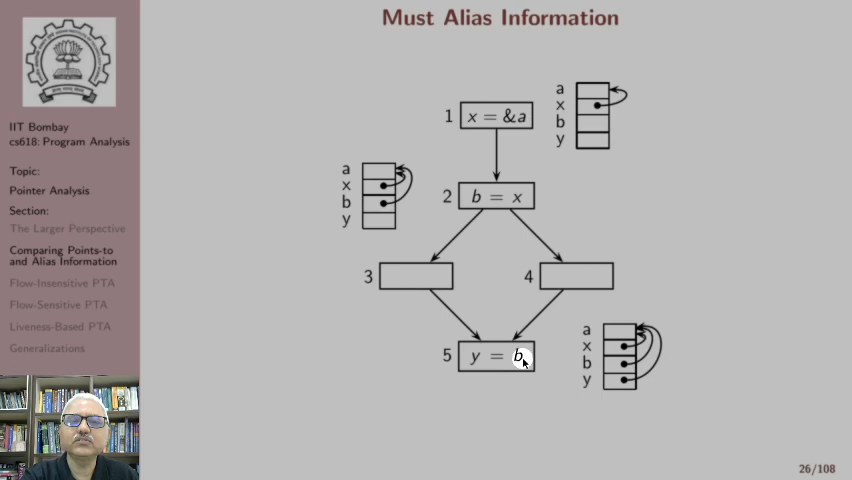 Must Alias Information
IIT Bombay
cs618: Program Analysis
Topic:
Pointer Analysis
Section:
The Larger Perspective
Comparing Points-to
and Alias Information
Flow-Insensitive PTA
Flow-Sensitive PTA
Liveness-Based PTA
Generalizations
1 x = &a
a
x
b
y
a
x
b
y
2 b = x
3
4
5 y = b
a
x
b
y
26/108